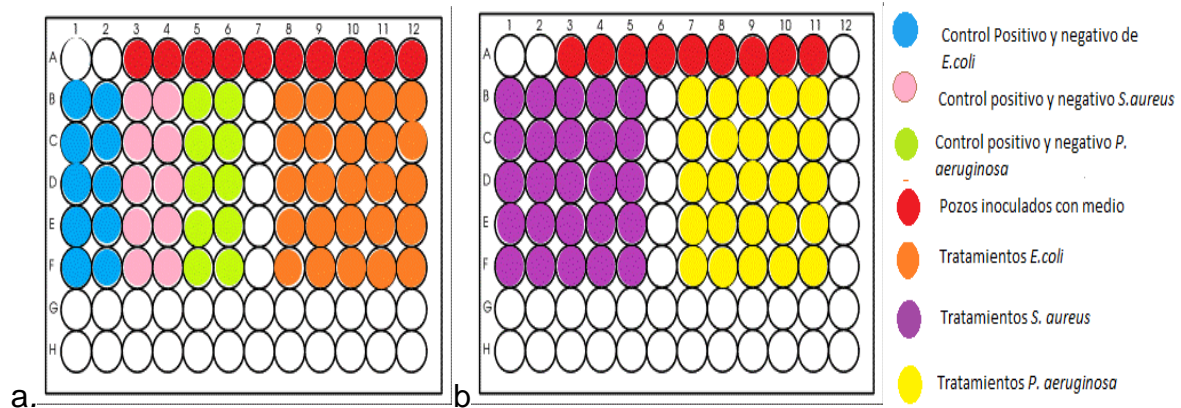 1 2 3 4 5 6 7 8 9 10 11 12
A
B
C
D
E
F
G
H
a.
1 2 3 4 5 6 7 8 9 10 11 12
A
B
C
D
E
F
G
H
b
Control Positivo y negativo de
E.coli
Control positivo y negativo S.aureus
Control positivo y negativo P.
aeruginosa
Pozos inoculados con medio
Tratamientos E.coli
Tratamientos S. aureus
Tratamientos P. aeruginosa